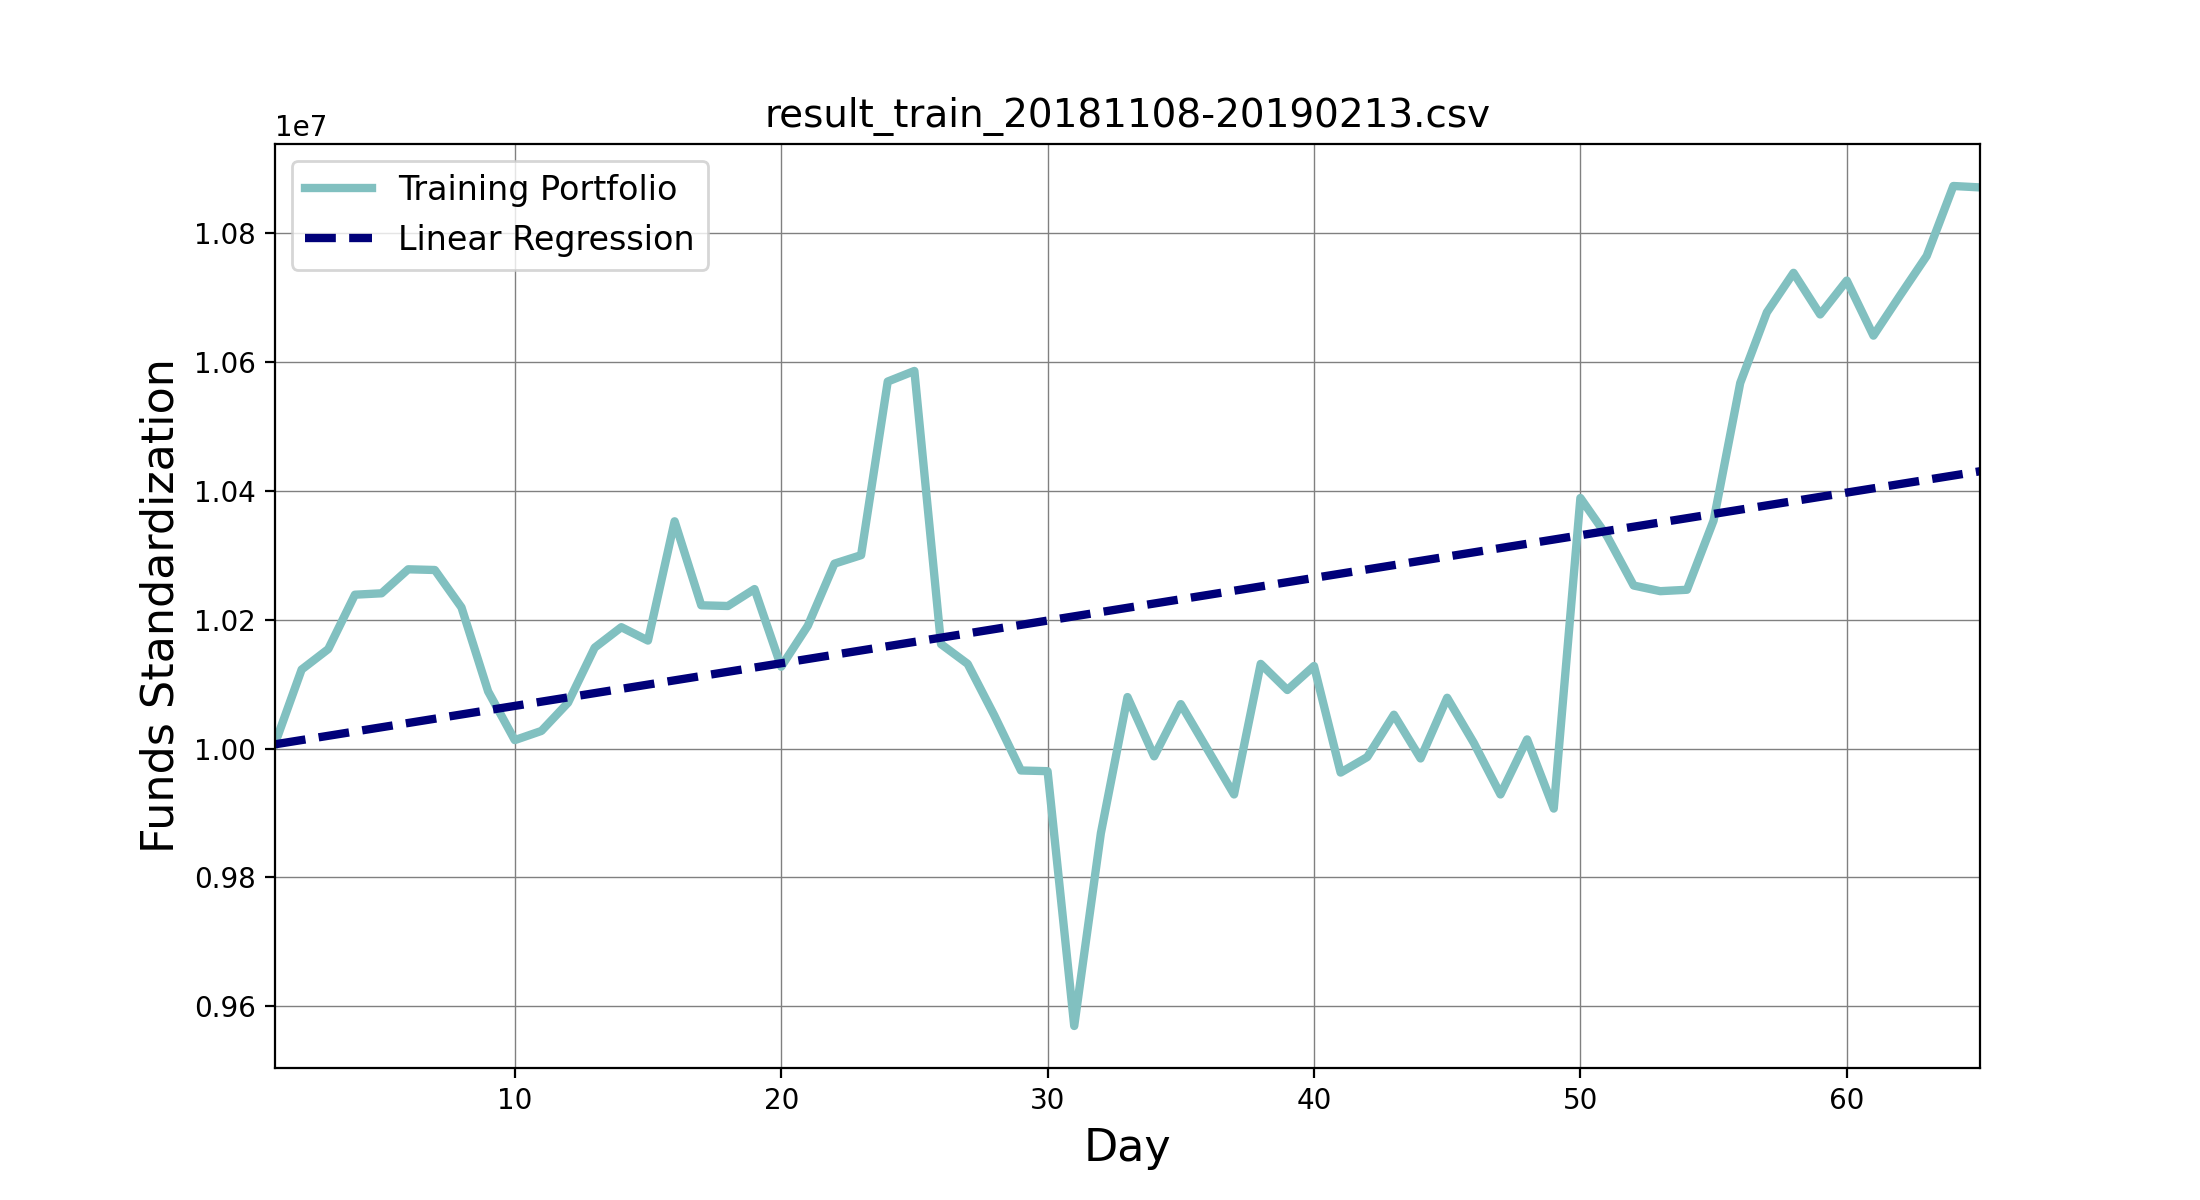 result_train_20181108-20190213.csv
1e7
Training Portfolio
Linear Regression
1.08
1.06
1.04
1.02
1.00
0.98
0.96
Funds Standardization
10 20 30 40 50 60
Day